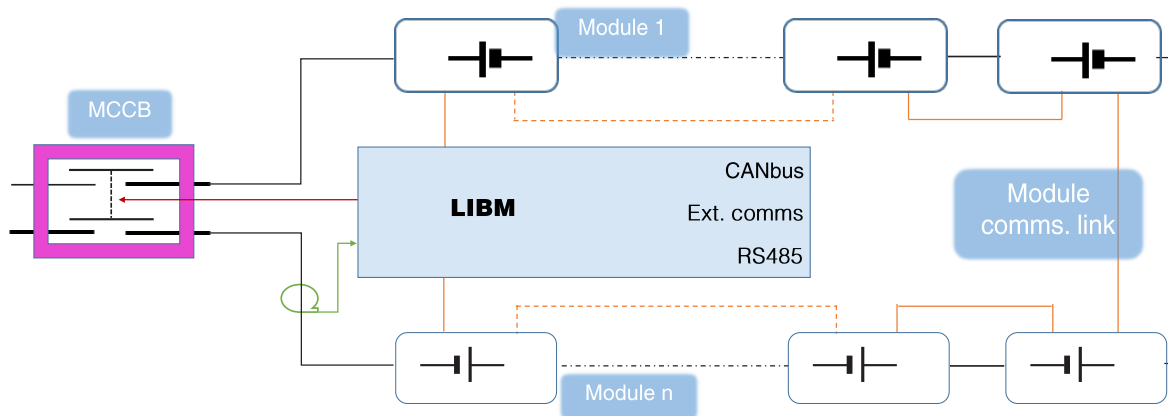 Module 1
MCCB
CANbus
LIBM
Ext. comms
RS485
Module
comms. link
Module n